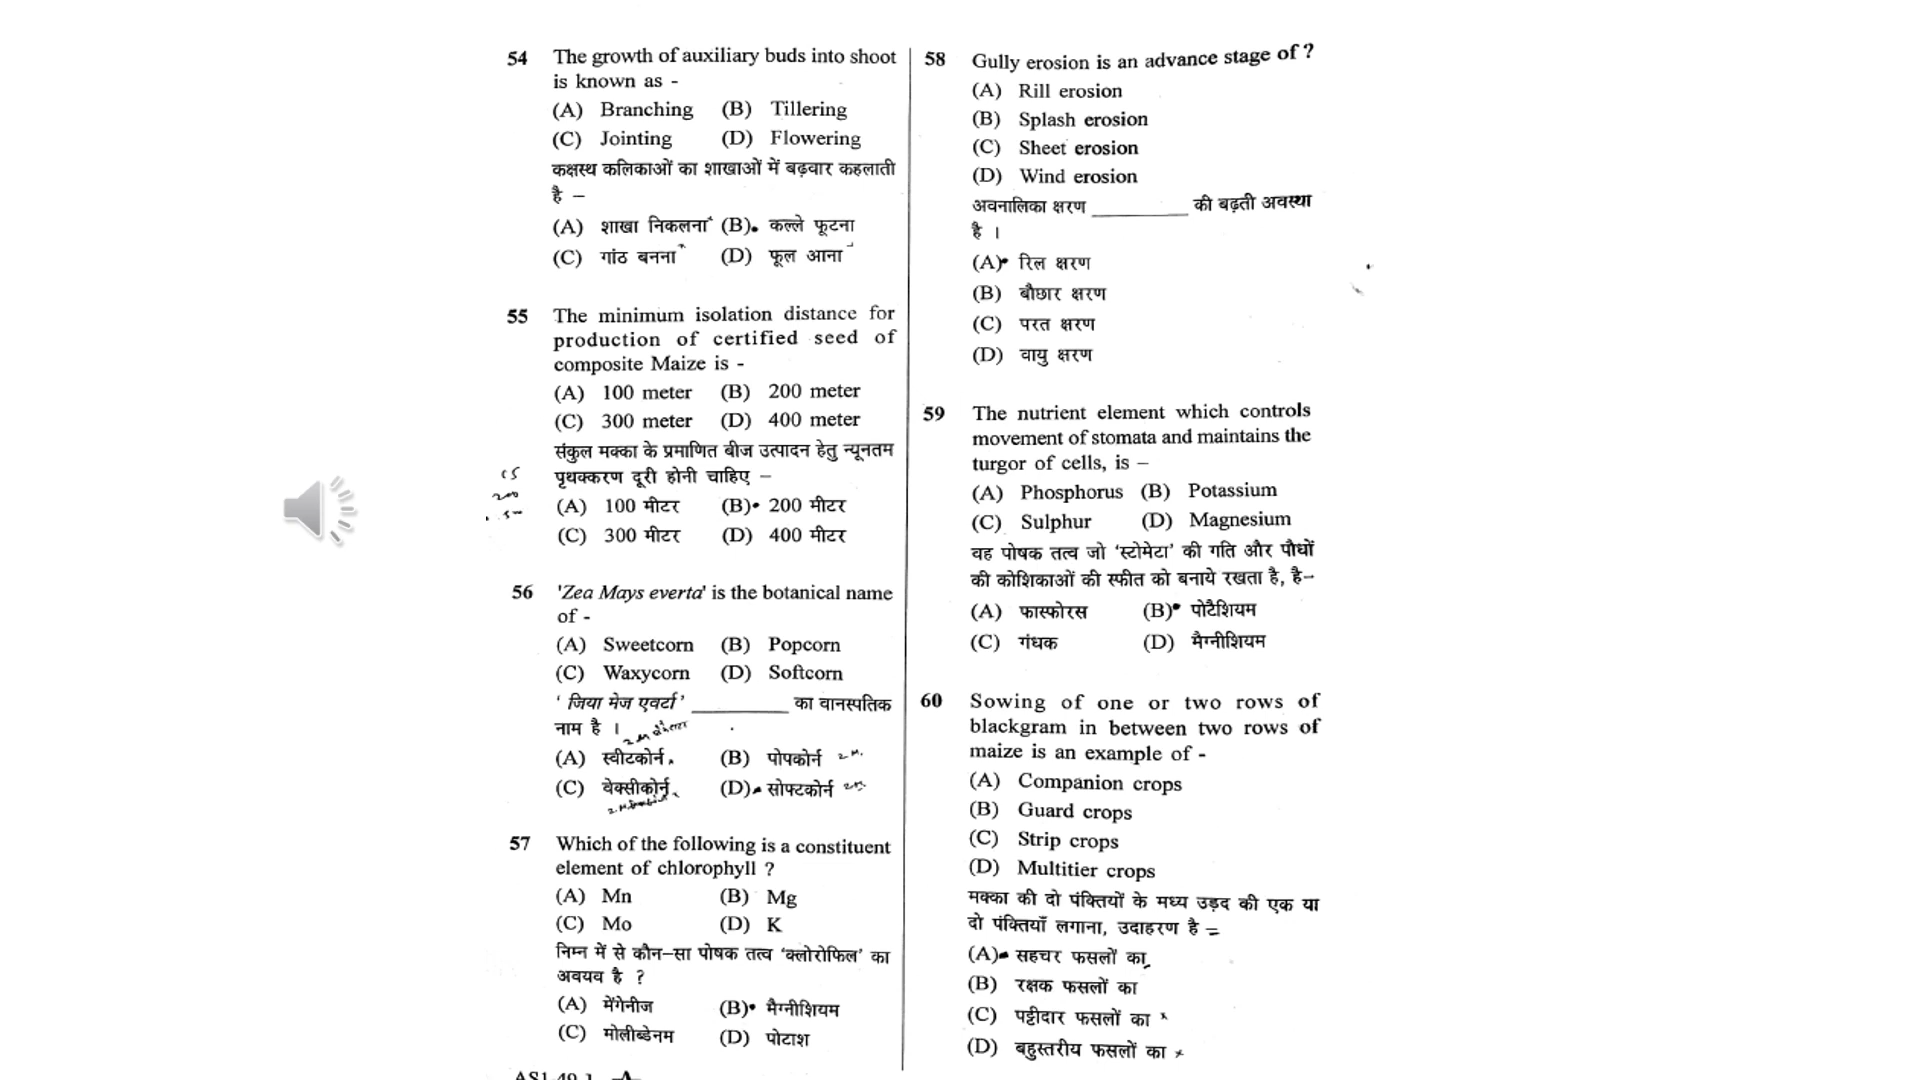 54 The growth of auxiliary buds into shoot
is known as -
(A) Branching (B) Tillering
(C) Jointing (D) Flowering
कक्षस्थ कलिकाओं का शाखाओं में बढ़वार कहलाती
है –
(A) शाखा निकलना (B) कल्ले फूटना
(C) गांठ बनना (D) फूल आना
55 The minimum isolation distance for
production of certified seed of
composite Maize is -
(A) 100 meter (B) 200 meter
(C) 300 meter (D) 400 meter
संकुल मक्का के प्रमाणित बीज उत्पादन हेतु न्यूनतम
पृथक्करण दूरी होनी चाहिए –
(A) 100 मीटर (B) 200 मीटर
(C) 300 मीटर (D) 400 मीटर
CS
200
56 'Zea Mays everta' is the botanical name
of -
(A) Sweetcorn (B) Popcorn
(C) Waxycorn (D) Softcorn
' जिया मेज एवर्टा' __________ का वानस्पतिक
नाम है ।
(A) स्वीटकोर्न (B) पोपकोर्न
(C) वेक्सीकोर्न (D) सोफ्टकोर्न
57 Which of the following is a constituent
element of chlorophyll ?
(A) Mn (B) Mg
(C) Mo (D) K
निम्न में से कौन–सा पोषक तत्व 'क्लोरोफिल' का
अवयव है ?
(A) मेंगेनीज (B) मैग्नीशियम
(C) मोलीब्डेनम (D) पोटाश
58 Gully erosion is an advance stage of ?
(A) Rill erosion
(B) Splash erosion
(C) Sheet erosion
(D) Wind erosion
अवनालिका क्षरण __________ की बढ़ती अवस्था
है ।
(A) रिल क्षरण
(B) बौछार क्षरण
(C) परत क्षरण
(D) वायु क्षरण
59 The nutrient element which controls
movement of stomata and maintains the
turgor of cells, is –
(A) Phosphorus (B) Potassium
(C) Sulphur (D) Magnesium
वह पोषक तत्व जो 'स्टोमेटा' की गति और पौधों
की कोशिकाओं की स्फीत को बनाये रखता है, है–
(A) फास्फोरस (B) पोटैशियम
(C) गंधक (D) मैग्नीशियम
60 Sowing of one or two rows of
blackgram in between two rows of
maize is an example of -
(A) Companion crops
(B) Guard crops
(C) Strip crops
(D) Multitier crops
मक्का की दो पंक्तियों के मध्य उड़द की एक या
दो पंक्तियाँ लगाना, उदाहरण है –
(A) सहचर फसलों का
(B) रक्षक फसलों का
(C) पट्टीदार फसलों का
(D) बहुस्तरीय फसलों का